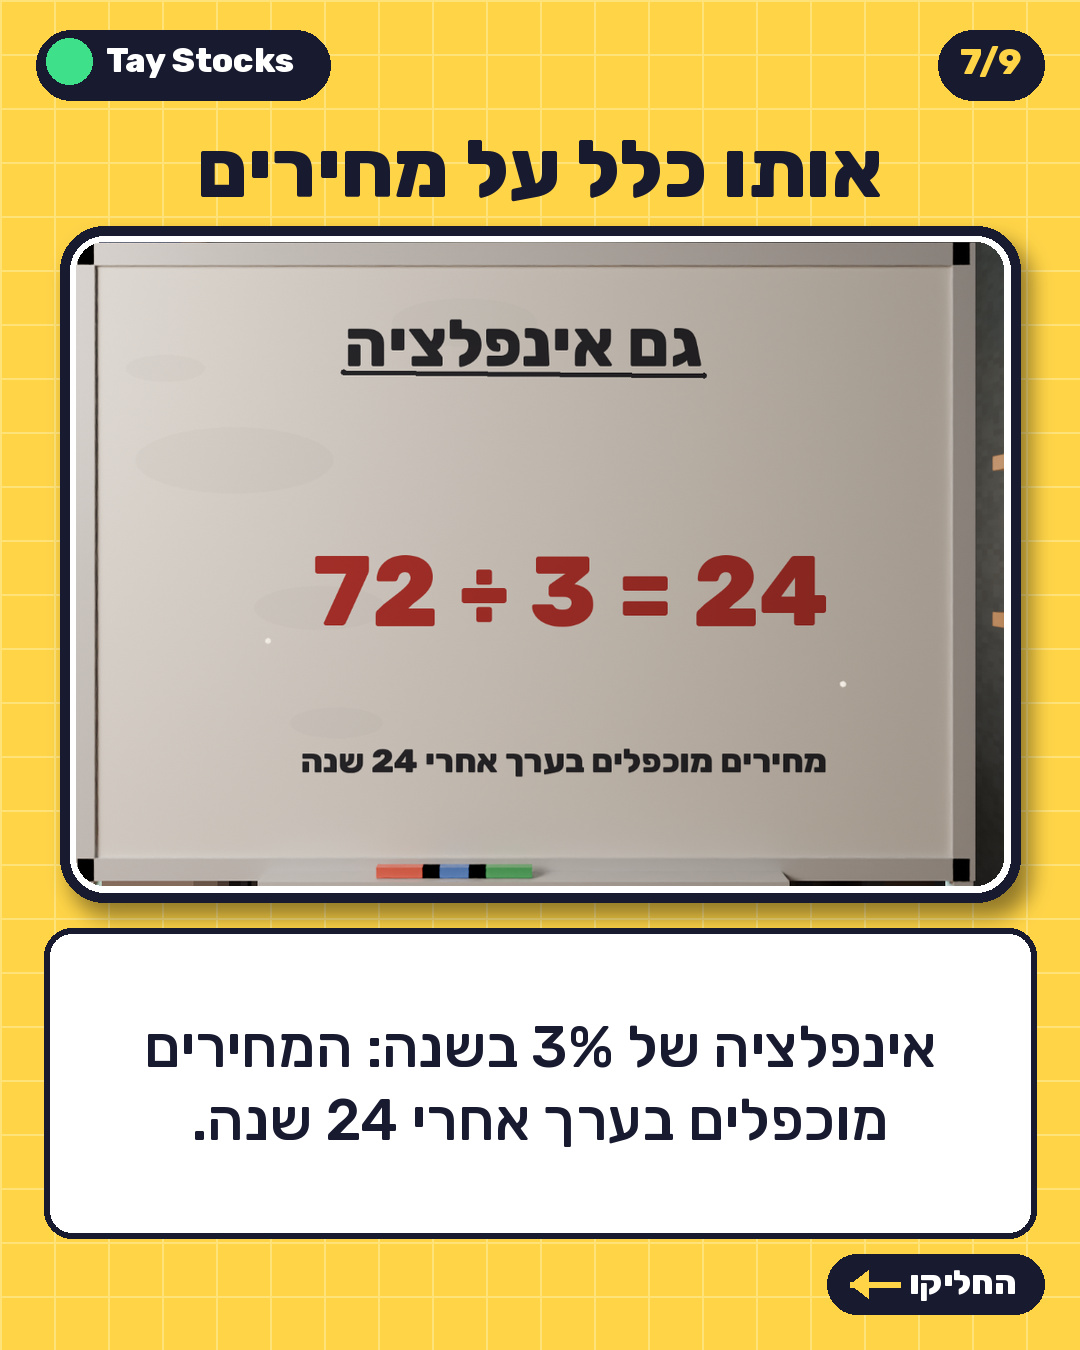 Tay Stocks
7/9
אותו כלל על מחירים
גם אינפלציה
72 ÷ 3 = 24
מחירים מוכפלים בערך אחרי 24 שנה
אינפלציה של 3% בשנה: המחירים
מוכפלים בערך אחרי 24 שנה.
החליקו